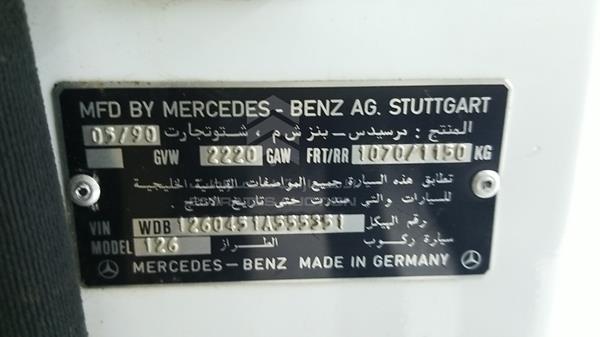 MFD BY MERCEDES - BENZ AG. STUTTGART
05/90 المنتج : مرسيدس - بنز ش م ، شتوتجارت
GVW 2220 GAW FRT/RR 1070/1150 KG
تطابق هذه السيارة جميع المواصفات القياسية الخليجية
للسيارات والتي صدرت حتى تاريخ الانتاج
VIN WDB 1260451A555351 رقم الهيكل
MODEL 126 الطراز سيارة ركوب
MERCEDES-BENZ MADE IN GERMANY